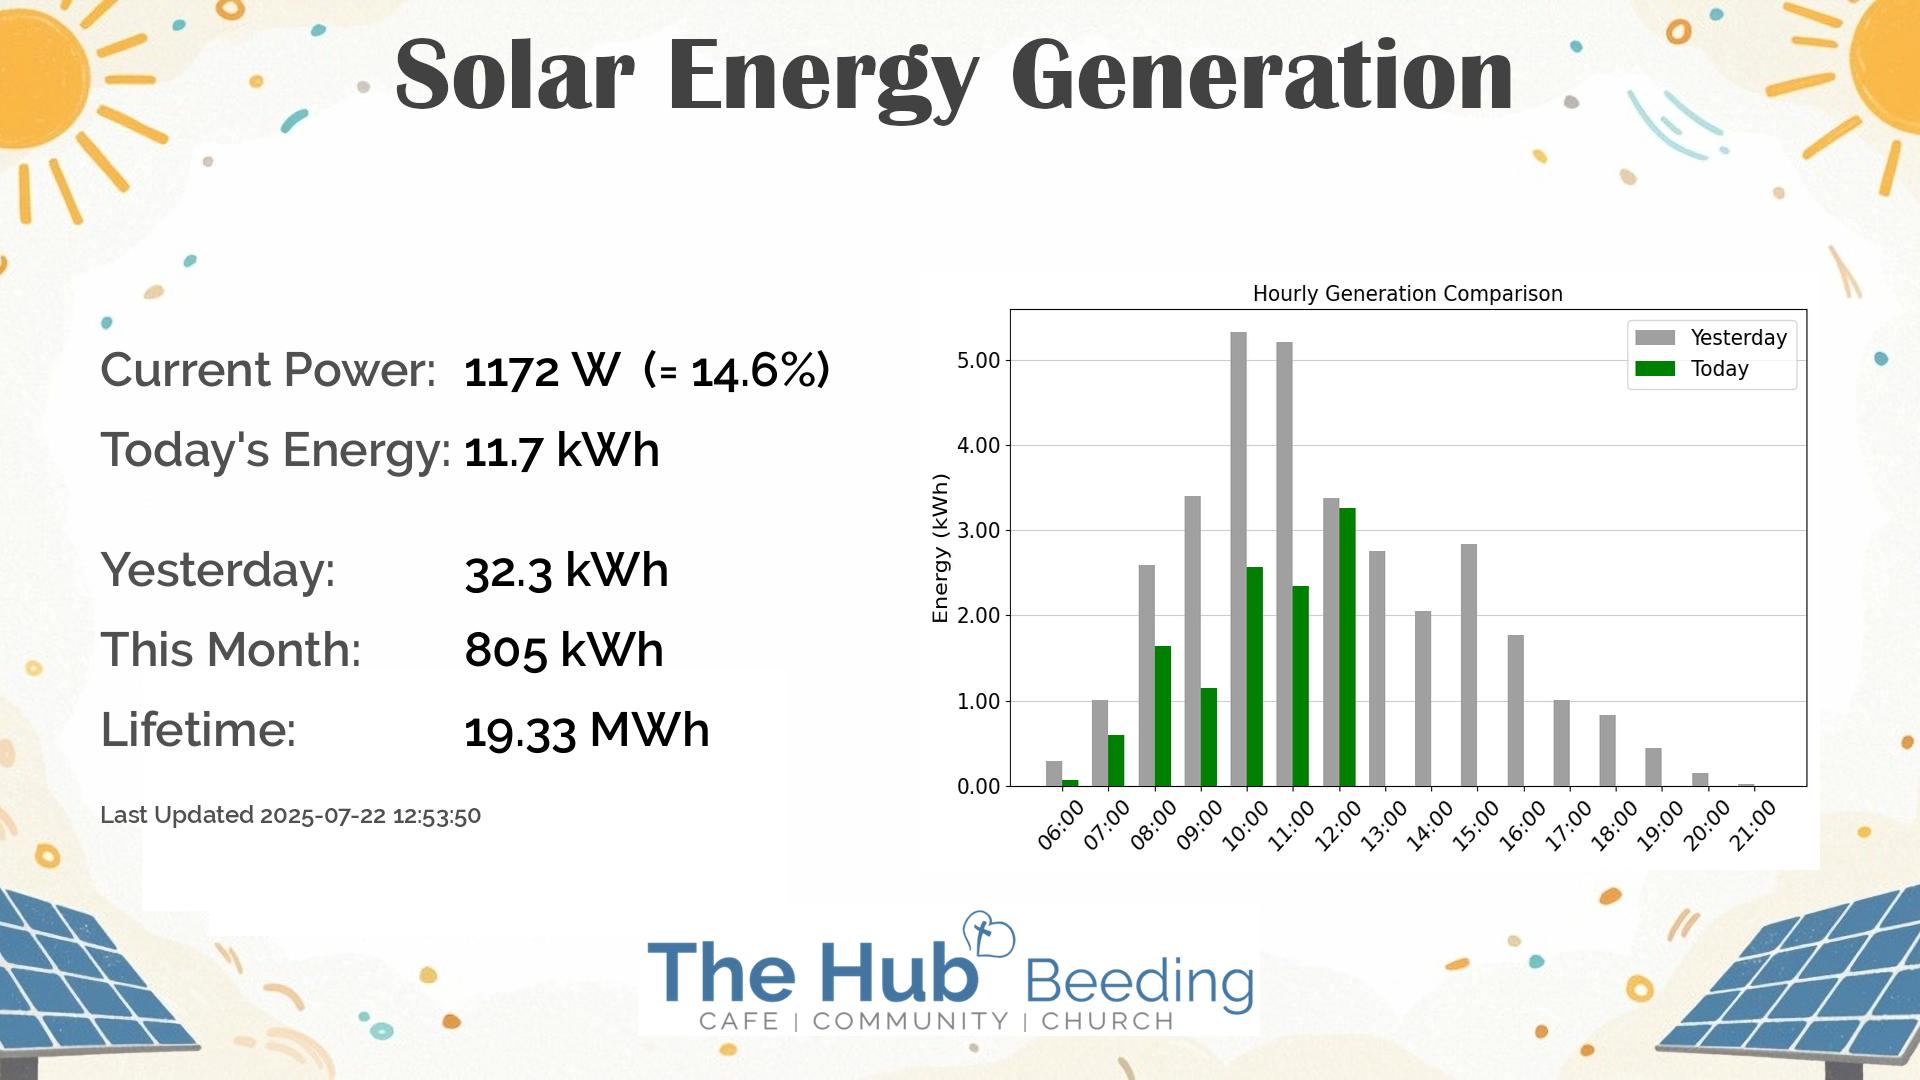 Solar Energy Generation
Current Power: 1172 W (= 14.6%)
Today's Energy: 11.7 kWh
Yesterday: 32.3 kWh
This Month: 805 kWh
Lifetime: 19.33 MWh
Last Updated 2025-07-22 12:53:50
Hourly Generation Comparison
Yesterday
Today
Energy (kWh)
5.00
4.00
3.00
2.00
1.00
0.00
06:00 07:00 08:00 09:00 10:00 11:00 12:00 13:00 14:00 15:00 16:00 17:00 18:00 19:00 20:00 21:00
The Hub Beeding
CAFE | COMMUNITY | CHURCH